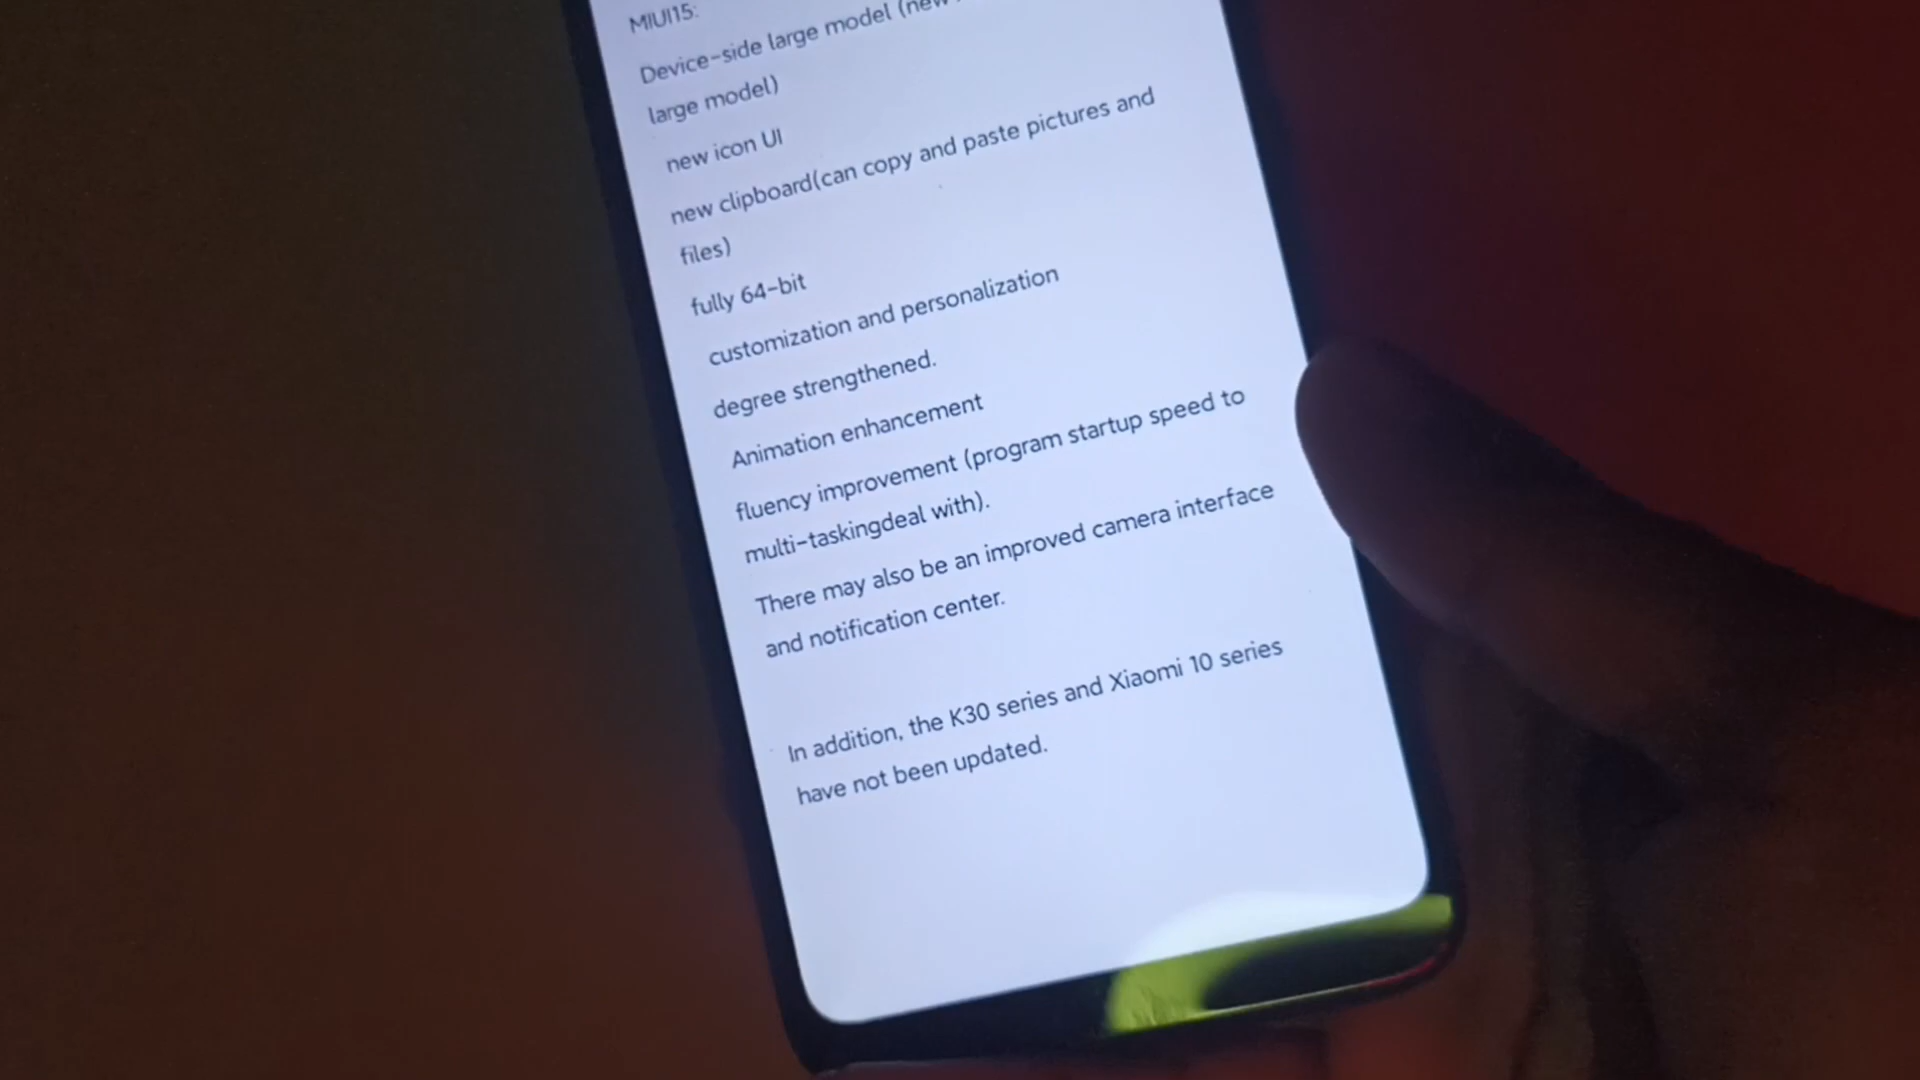 MIUI15:
Device-side large model (new
large model)
new icon UI
new clipboard(can copy and paste pictures and
files)
fully 64-bit
customization and personalization
degree strengthened.
Animation enhancement
fluency improvement (program startup speed to
multi-taskingdeal with).
There may also be an improved camera interface
and notification center.
In addition, the K30 series and Xiaomi 10 series
have not been updated.